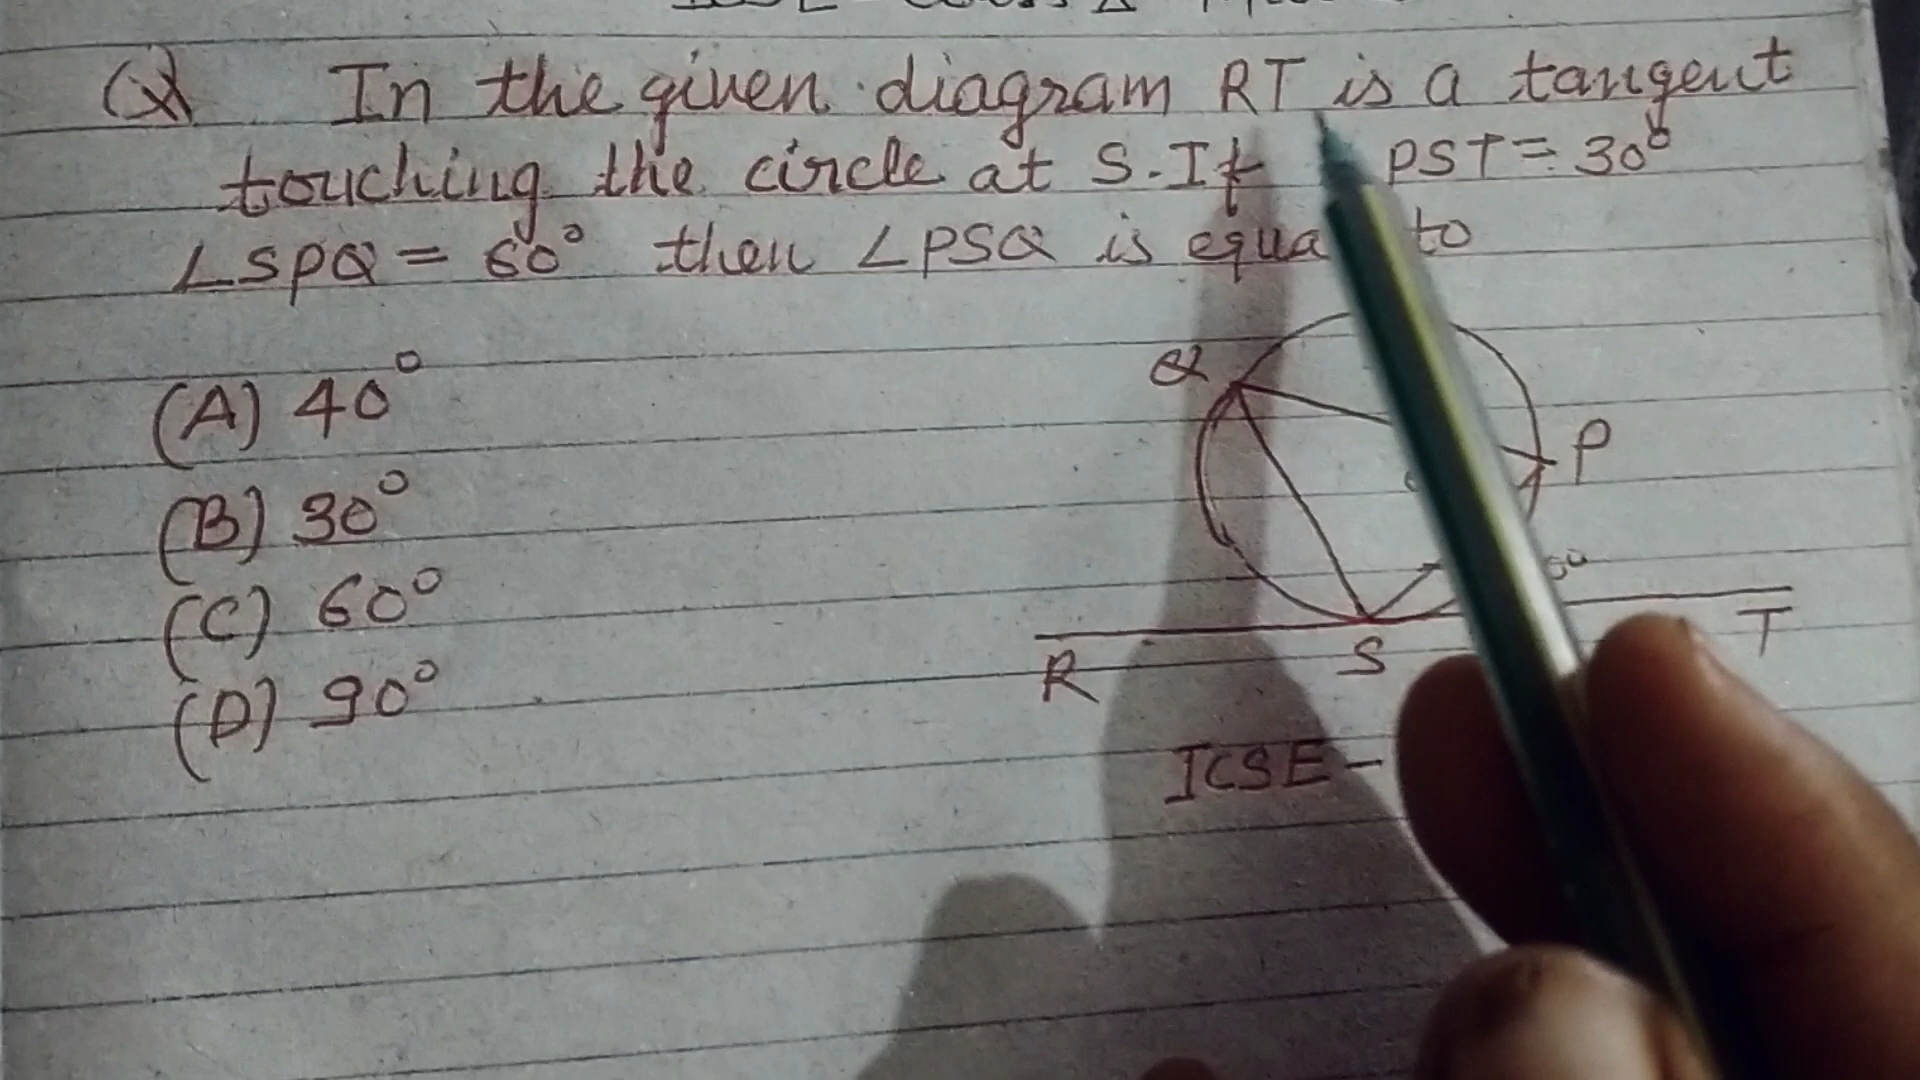 (Q) In the given diagram RT is a tangent
touching the circle at S. If PST = 30°
∠SPQ = 60° then ∠PSQ is equa to
(A) 40°
(B) 30°
(C) 60°
(D) 90°
Q
P
R
S
T
ICSE-